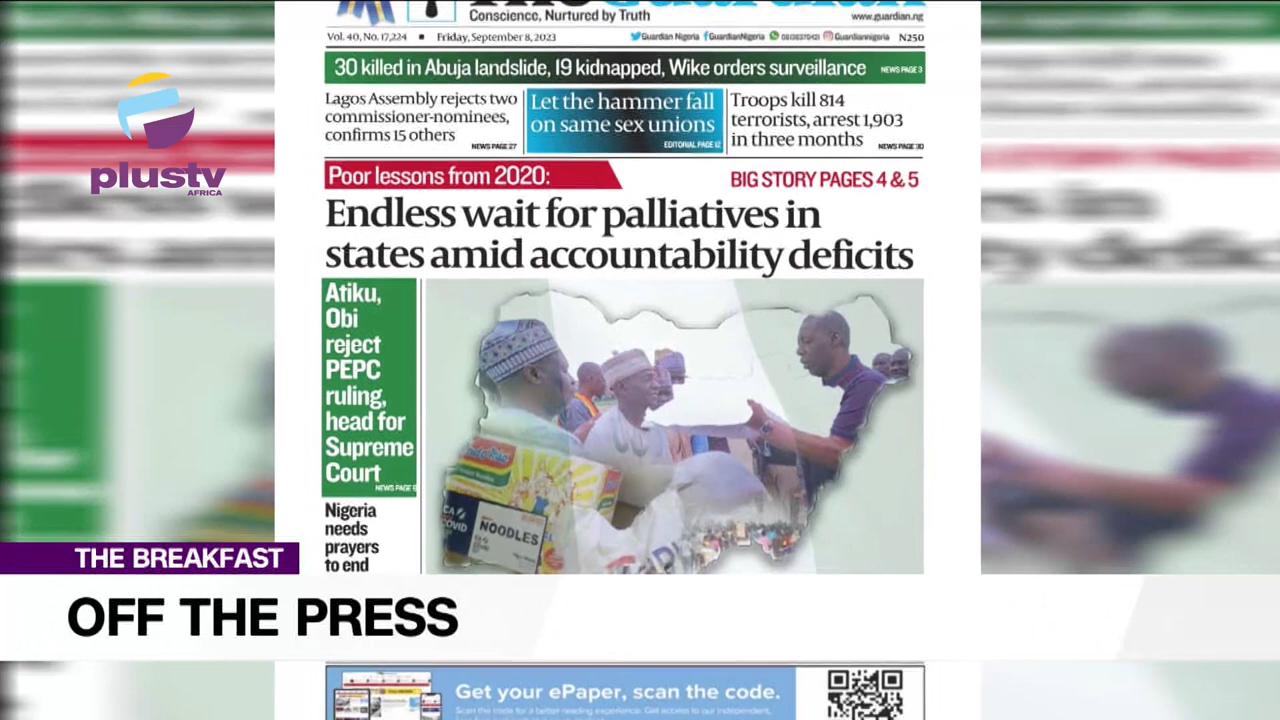 The Guardian
Conscience, Nurtured by Truth
www.guardian.ng
Vol. 40, No. 17,224 ■ Friday, September 8, 2023
Guardian Nigeria GuardianNigeria Guardiannigeria N250
30 killed in Abuja landslide, 19 kidnapped, Wike orders surveillance NEWS PAGE 3
Lagos Assembly rejects two
commissioner-nominees,
confirms 15 others
NEWS PAGE 27
Let the hammer fall
on same sex unions
EDITORIAL PAGE 12
Troops kill 814
terrorists, arrest 1,903
in three months
NEWS PAGE 30
plustv
AFRICA
Poor lessons from 2020:
BIG STORY PAGES 4 & 5
Endless wait for palliatives in
states amid accountability deficits
Atiku,
Obi
reject
PEPC
ruling,
head for
Supreme
Court
NEWS PAGE 6
Nigeria
needs
prayers
to end
NOODLES
THE BREAKFAST
OFF THE PRESS
Get your ePaper, scan the code.